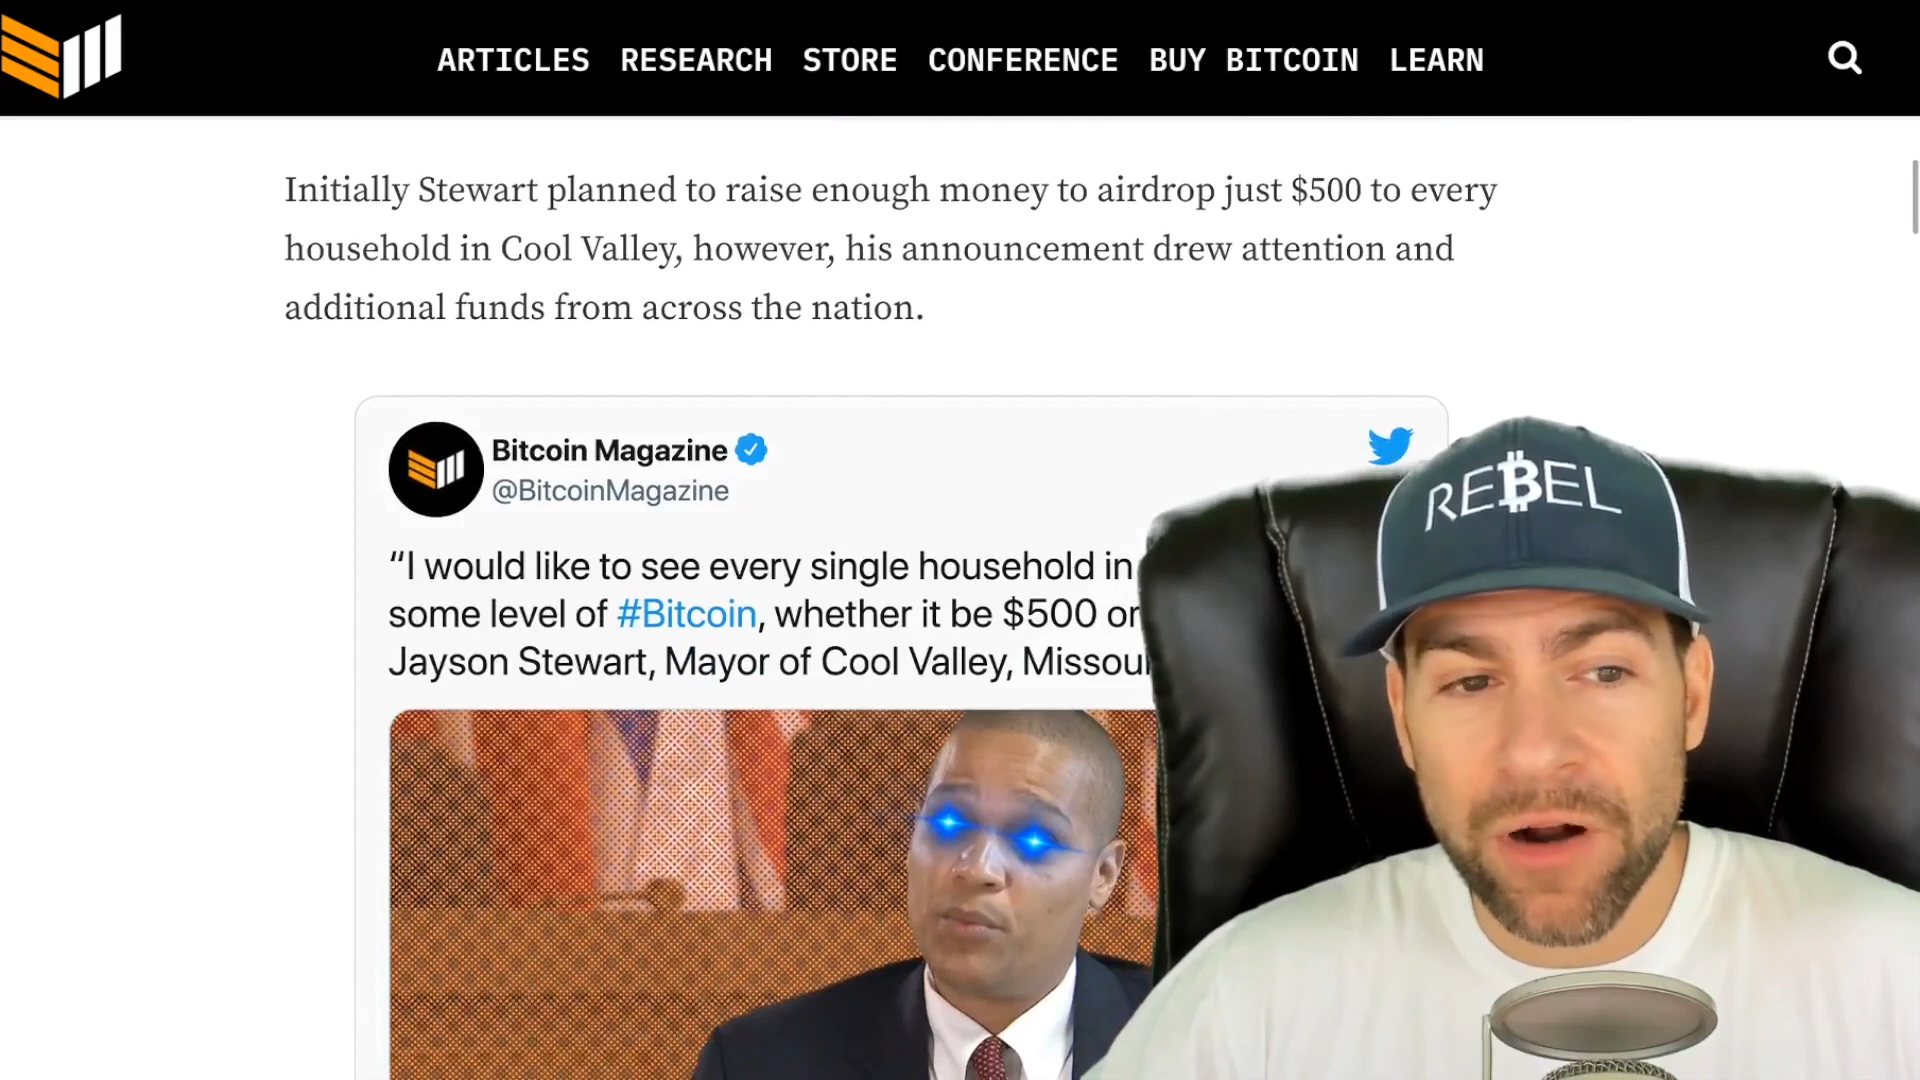 ARTICLES RESEARCH STORE CONFERENCE BUY BITCOIN LEARN
Initially Stewart planned to raise enough money to airdrop just $500 to every
household in Cool Valley, however, his announcement drew attention and
additional funds from across the nation.
Bitcoin Magazine
@BitcoinMagazine
“I would like to see every single household in
some level of #Bitcoin, whether it be $500 or
Jayson Stewart, Mayor of Cool Valley,
REBEL